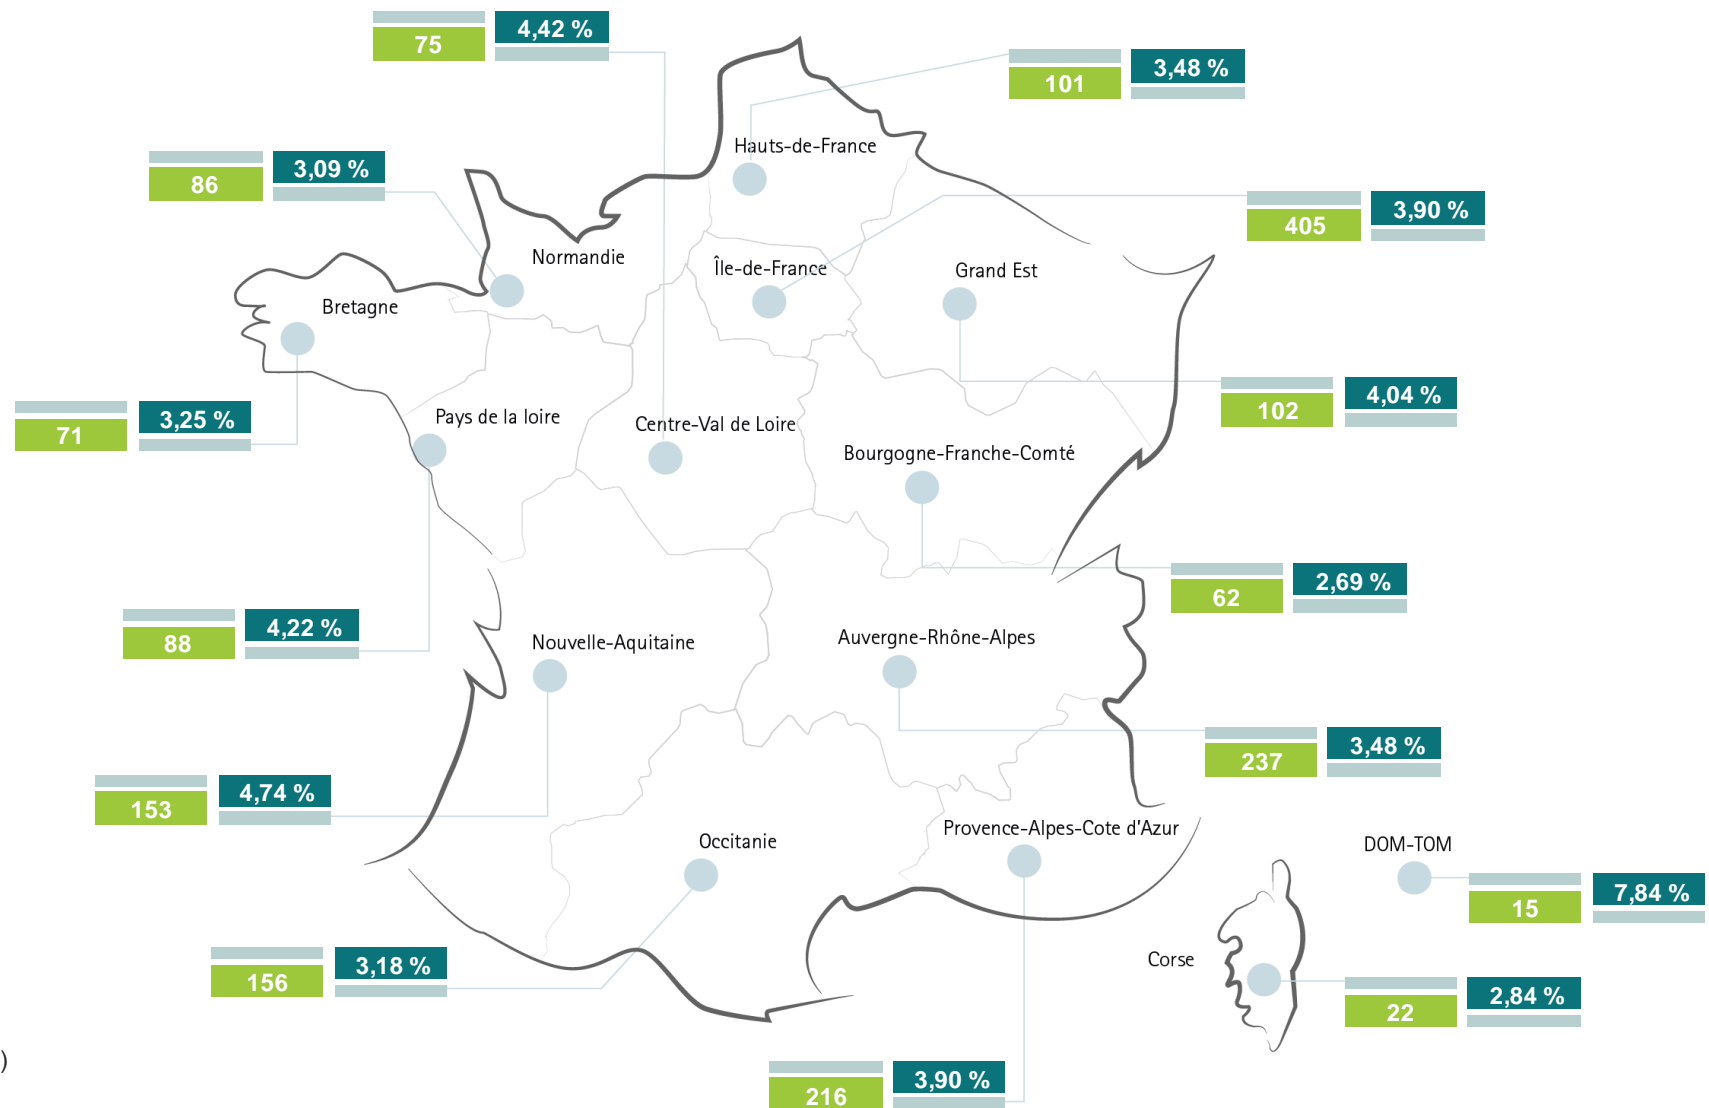 75
4,42 %
101
3,48 %
Hauts-de-France
86
3,09 %
405
3,90 %
Normandie
Île-de-France
Grand Est
Bretagne
71
3,25 %
102
4,04 %
Pays de la loire
Centre-Val de Loire
Bourgogne-Franche-Comté
62
2,69 %
88
4,22 %
Nouvelle-Aquitaine
Auvergne-Rhône-Alpes
237
3,48 %
153
4,74 %
Occitanie
Provence-Alpes-Cote d'Azur
DOM-TOM
15
7,84 %
156
3,18 %
Corse
22
2,84 %
)
216
3,90 %